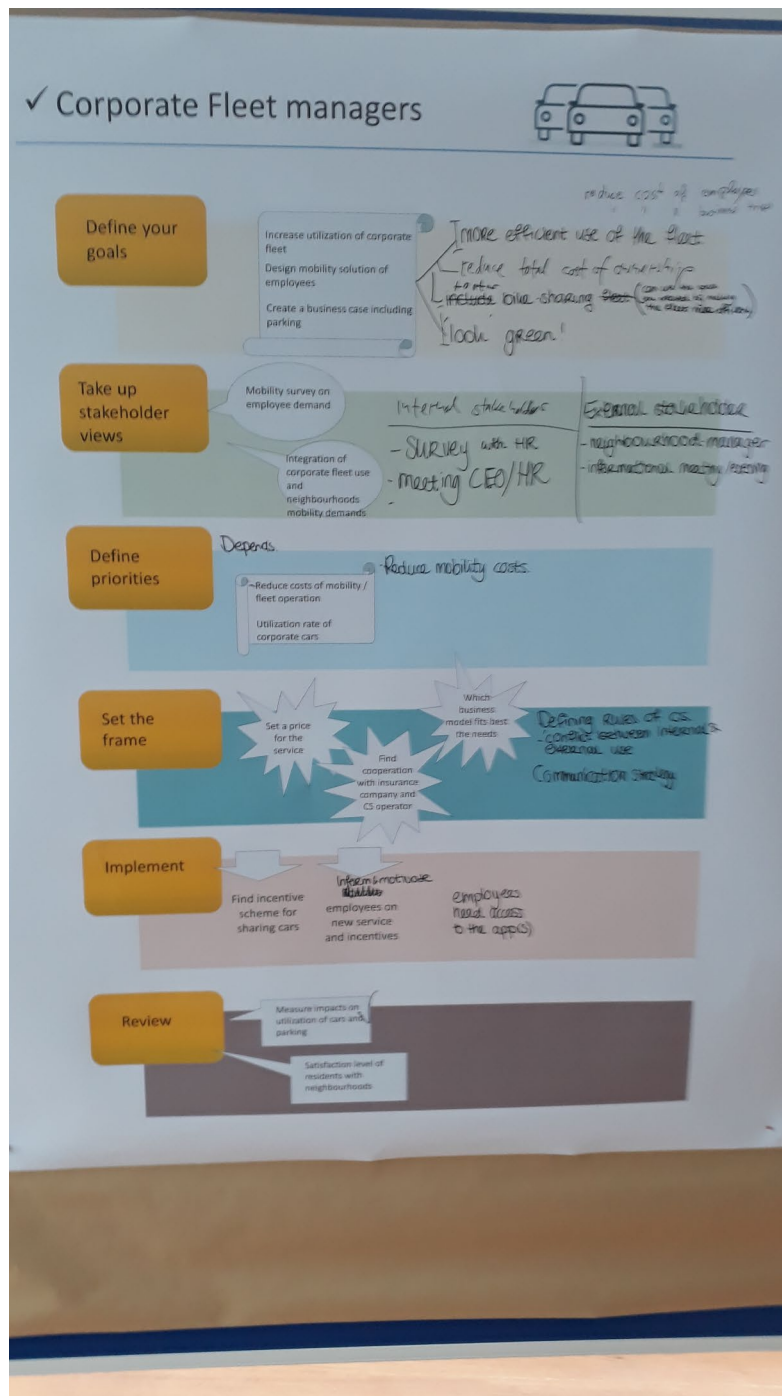 ✓ Corporate Fleet managers
reduce cost of employees
Define your
goals
Increase utilization of corporate
fleet
Design mobility solution of
employees
Create a business case including
parking
more efficient use of the fleet
reduce total cost of ownership
bike sharing
look green!
Take up
stakeholder
views
Mobility survey on
employee demand
Integration of
corporate fleet use
and
neighbourhoods
mobility demands
Internal stakeholders
- Survey with HR
- meeting CEO/HR
-
External stakeholder
- neighbourhood manager
- informational meeting/evening
Define
priorities
Depends
Reduce costs of mobility /
fleet operation
Utilization rate of
corporate cars
- Reduce mobility costs.
Set the
frame
Set a price
for the
service
Find
cooperation
with insurance
company and
CS operator
Which
business
model fits best
the needs
Defining Rules of CS
- conflict between internal &
external use
Communication strategy
Implement
Find incentive
scheme for
sharing cars
Inform & motivate
employees on
new service
and incentives
employees
need access
to the app(s)
Review
Measure impacts on
utilization of cars and
parking
Satisfaction level of
residents with
neighbourhoods